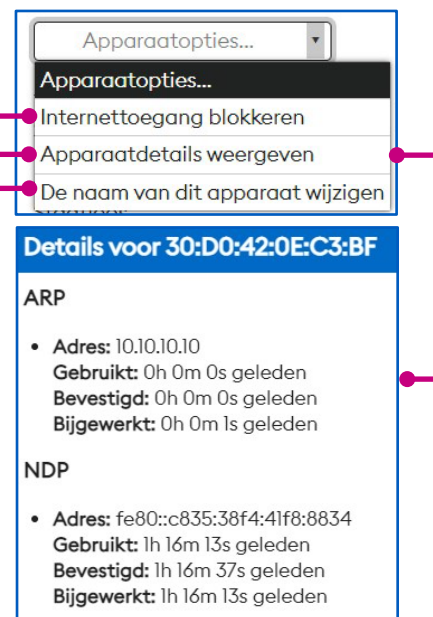 Apparaatopties...
Apparaatopties...
Internettoegang blokkeren
Apparaatdetails weergeven
De naam van dit apparaat wijzigen
Details voor 30:D0:42:0E:C3:BF
ARP
• Adres: 10.10.10.10
Gebruikt: 0h 0m 0s geleden
Bevestigd: 0h 0m 0s geleden
Bijgewerkt: 0h 0m 1s geleden
NDP
• Adres: fe80::c835:38f4:41f8:8834
Gebruikt: 1h 16m 13s geleden
Bevestigd: 1h 16m 37s geleden
Bijgewerkt: 1h 16m 13s geleden